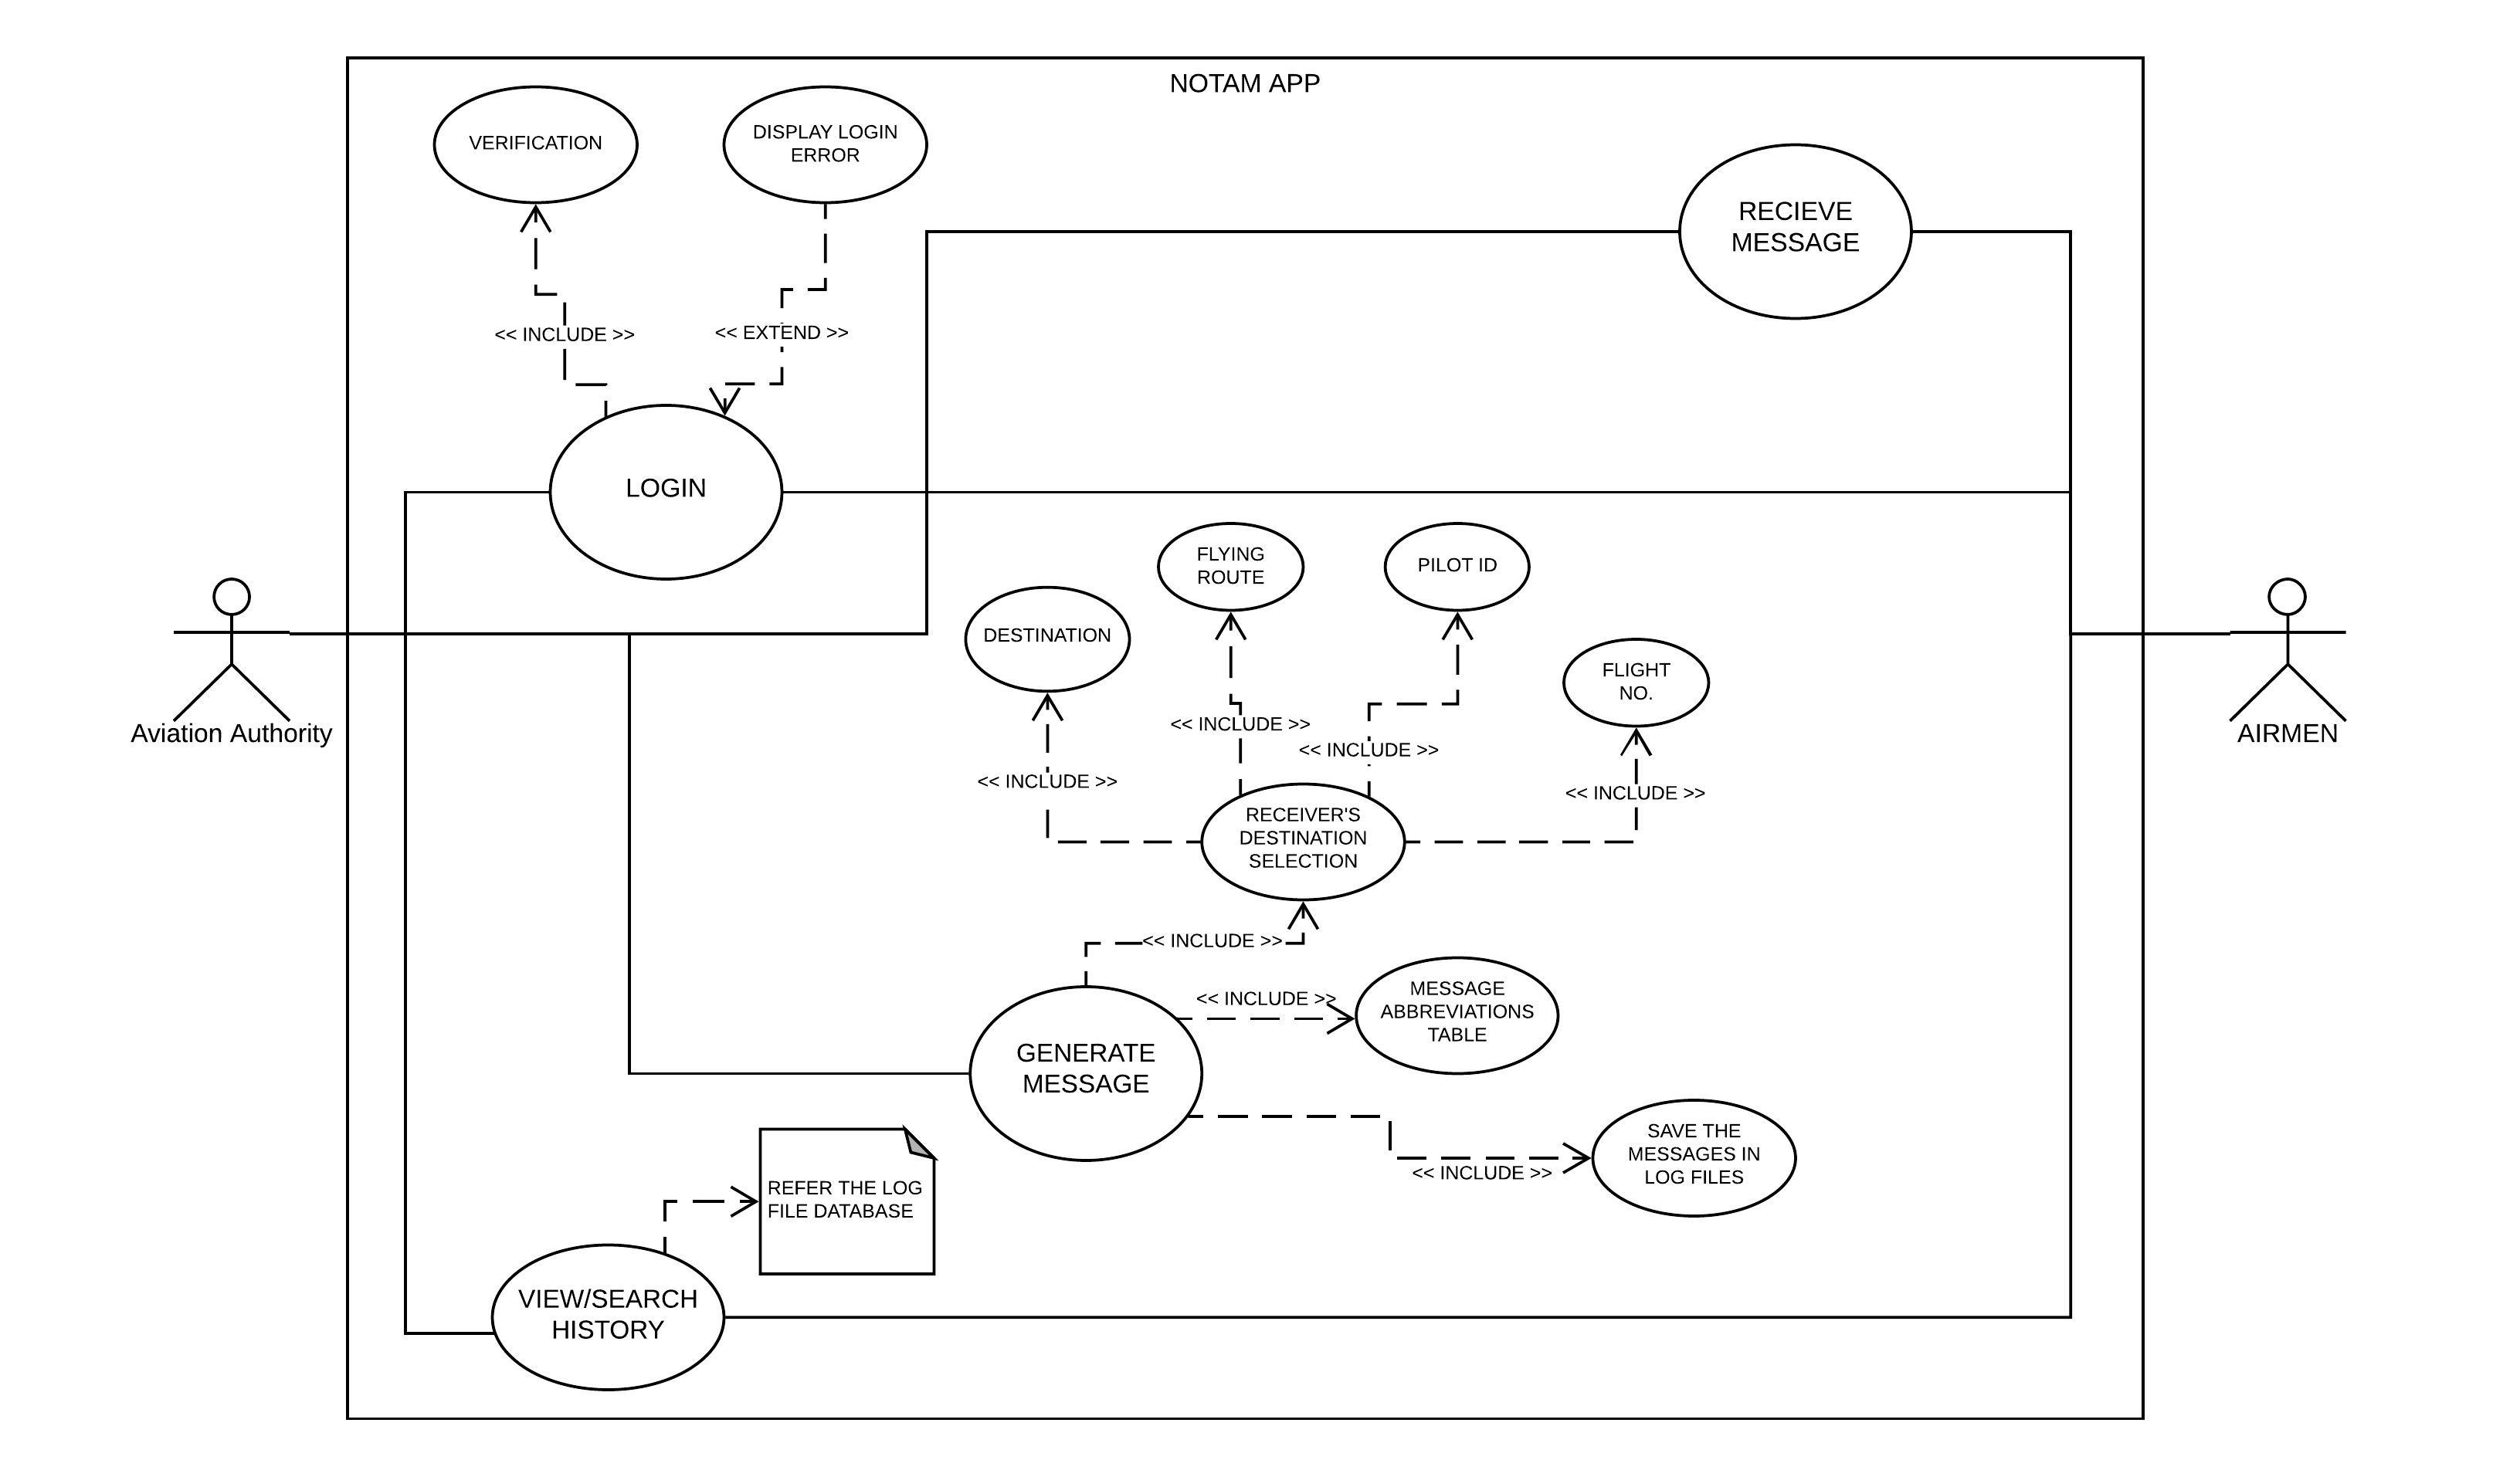 NOTAM APP
VERIFICATION
DISPLAY LOGIN
ERROR
RECIEVE
MESSAGE
<< INCLUDE >>
<< EXTEND >>
LOGIN
FLYING
ROUTE
PILOT ID
DESTINATION
FLIGHT
NO.
Aviation Authority
AIRMEN
<< INCLUDE >>
<< INCLUDE >>
<< INCLUDE >>
<< INCLUDE >>
RECEIVER'S
DESTINATION
SELECTION
<< INCLUDE >>
<< INCLUDE >>
MESSAGE
ABBREVIATIONS
TABLE
GENERATE
MESSAGE
SAVE THE
MESSAGES IN
LOG FILES
<< INCLUDE >>
REFER THE LOG
FILE DATABASE
VIEW/SEARCH
HISTORY